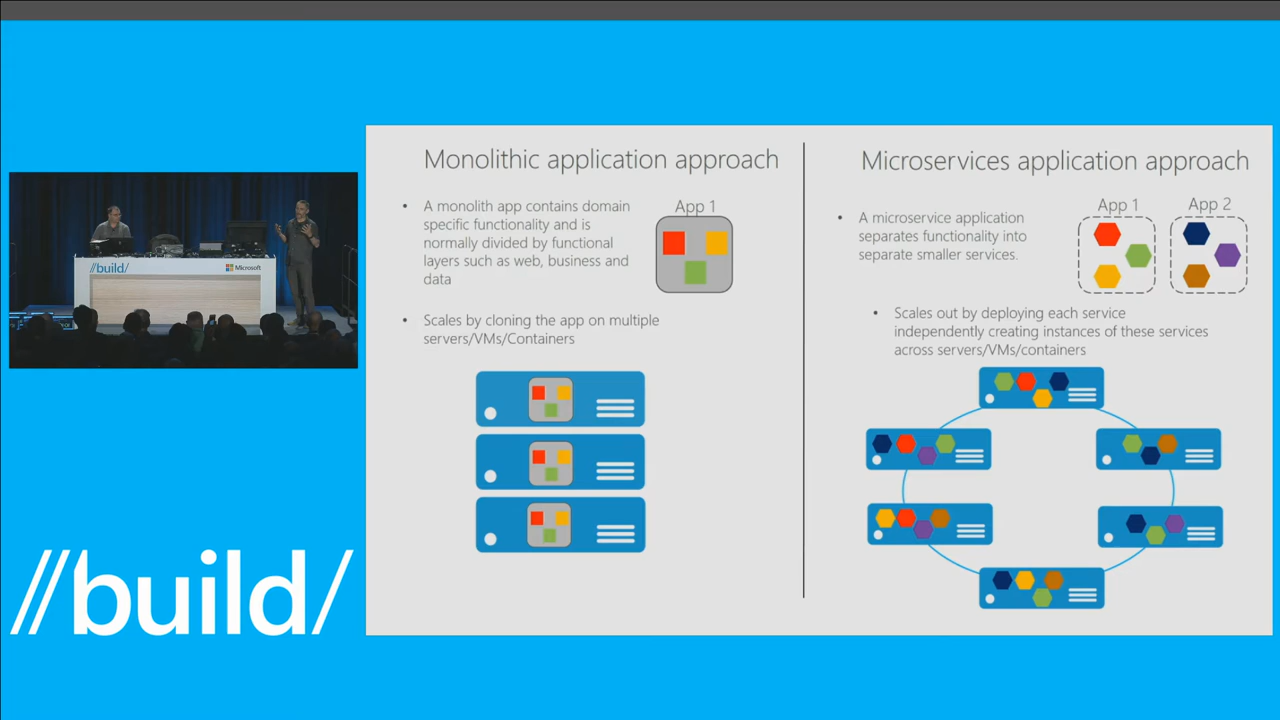 Monolithic application approach
• A monolith app contains domain
specific functionality and is
normally divided by functional
layers such as web, business and
data
App 1
• Scales by cloning the app on multiple
servers/VMs/Containers
Microservices application approach
• A microservice application
separates functionality into
separate smaller services.
App 1
App 2
• Scales out by deploying each service
independently creating instances of these services
across servers/VMs/containers
//build/
Microsoft
//build/